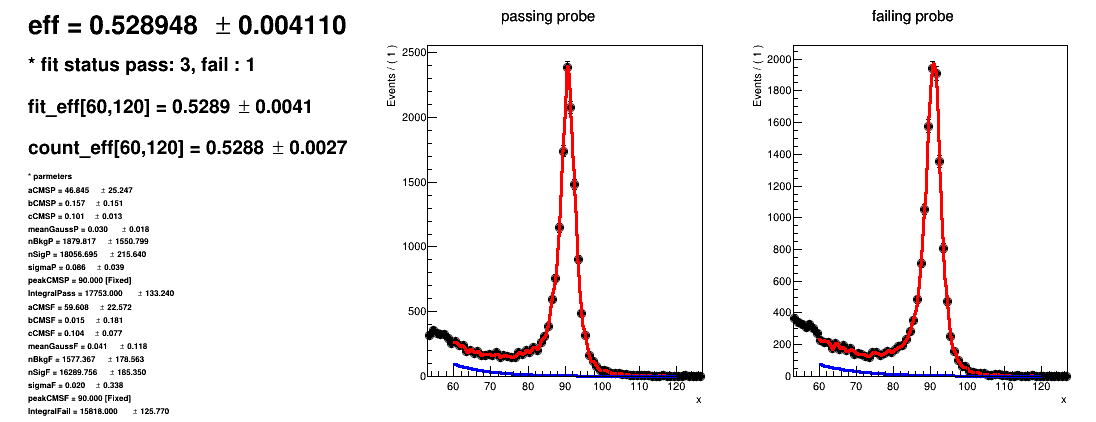 eff = 0.528948 ± 0.004110
* fit status pass: 3, fail : 1
fit_eff[60,120] = 0.5289 ± 0.0041
count_eff[60,120] = 0.5288 ± 0.0027
* parmeters
aCMSP = 46.845 ± 25.247
bCMSP = 0.157 ± 0.151
cCMSP = 0.101 ± 0.013
meanGaussP = 0.030 ± 0.018
nBkgP = 1879.817 ± 1550.799
nSigP = 18056.695 ± 215.640
sigmaP = 0.086 ± 0.039
peakCMSP = 90.000 [Fixed]
IntegralPass = 17753.000 ± 133.240
aCMSF = 59.608 ± 22.572
bCMSF = 0.015 ± 0.181
cCMSF = 0.104 ± 0.077
meanGaussF = 0.041 ± 0.118
nBkgF = 1577.367 ± 178.563
nSigF = 16289.756 ± 185.350
sigmaF = 0.020 ± 0.338
peakCMSF = 90.000 [Fixed]
IntegralFail = 15818.000 ± 125.770
passing probe
Events / ( 1 )
2500
2000
1500
1000
500
0
60 70 80 90 100 110 120
x
failing probe
Events / ( 1 )
2000
1800
1600
1400
1200
1000
800
600
400
200
0
60 70 80 90 100 110 120
x